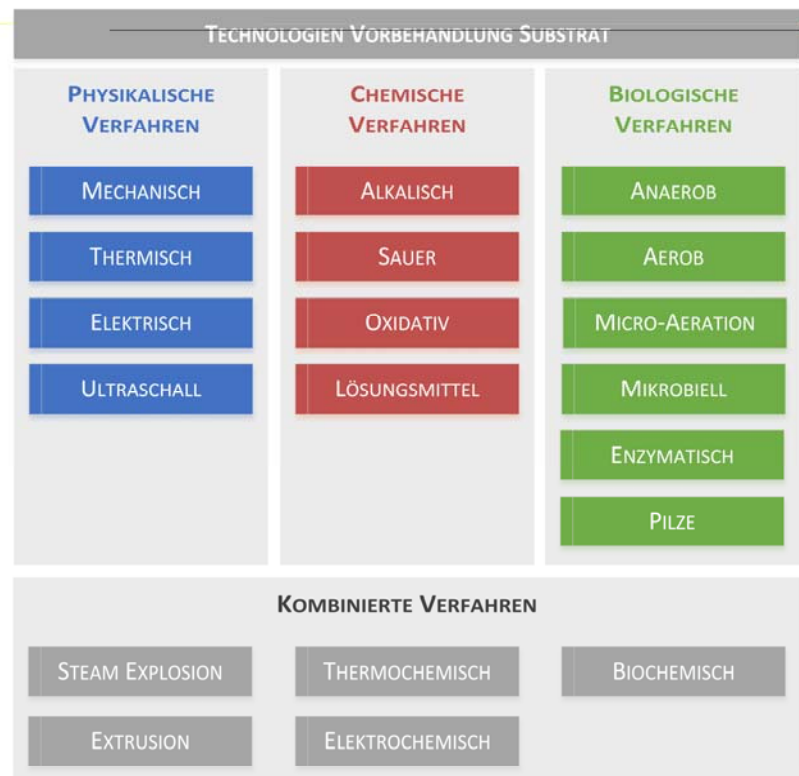 TECHNOLOGIEN VORBEHANDLUNG SUBSTRAT
PHYSIKALISCHE
VERFAHREN
MECHANISCH
THERMISCH
ELEKTRISCH
ULTRASCHALL
CHEMISCHE
VERFAHREN
ALKALISCH
SAUER
OXIDATIV
LÖSUNGSMITTEL
BIOLOGISCHE
VERFAHREN
ANAEROB
AEROB
MICRO-AERATION
MIKROBIELL
ENZYMATISCH
PILZE
KOMBINIERTE VERFAHREN
STEAM EXPLOSION
THERMOCHEMISCH
BIOCHEMISCH
EXTRUSION
ELEKTROCHEMISCH